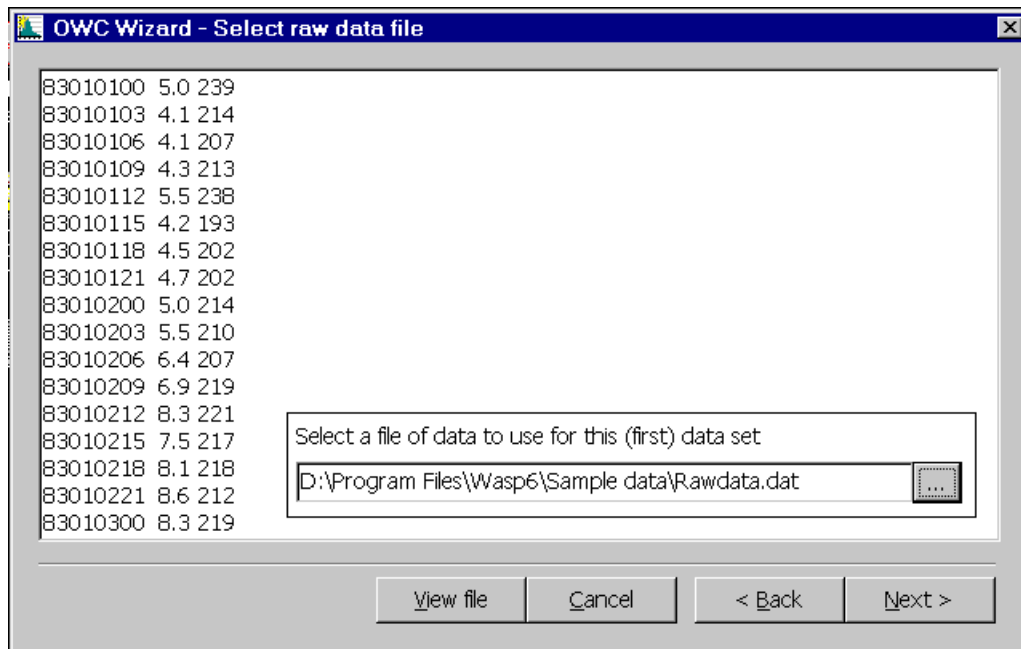 OWC Wizard - Select raw data file
83010100 5.0 239
83010103 4.1 214
83010106 4.1 207
83010109 4.3 213
83010112 5.5 238
83010115 4.2 193
83010118 4.5 202
83010121 4.7 202
83010200 5.0 214
83010203 5.5 210
83010206 6.4 207
83010209 6.9 219
83010212 8.3 221
83010215 7.5 217
83010218 8.1 218
83010221 8.6 212
83010300 8.3 219
Select a file of data to use for this (first) data set
D:\Program Files\Wasp6\Sample data\Rawdata.dat ...
View file Cancel < Back Next >